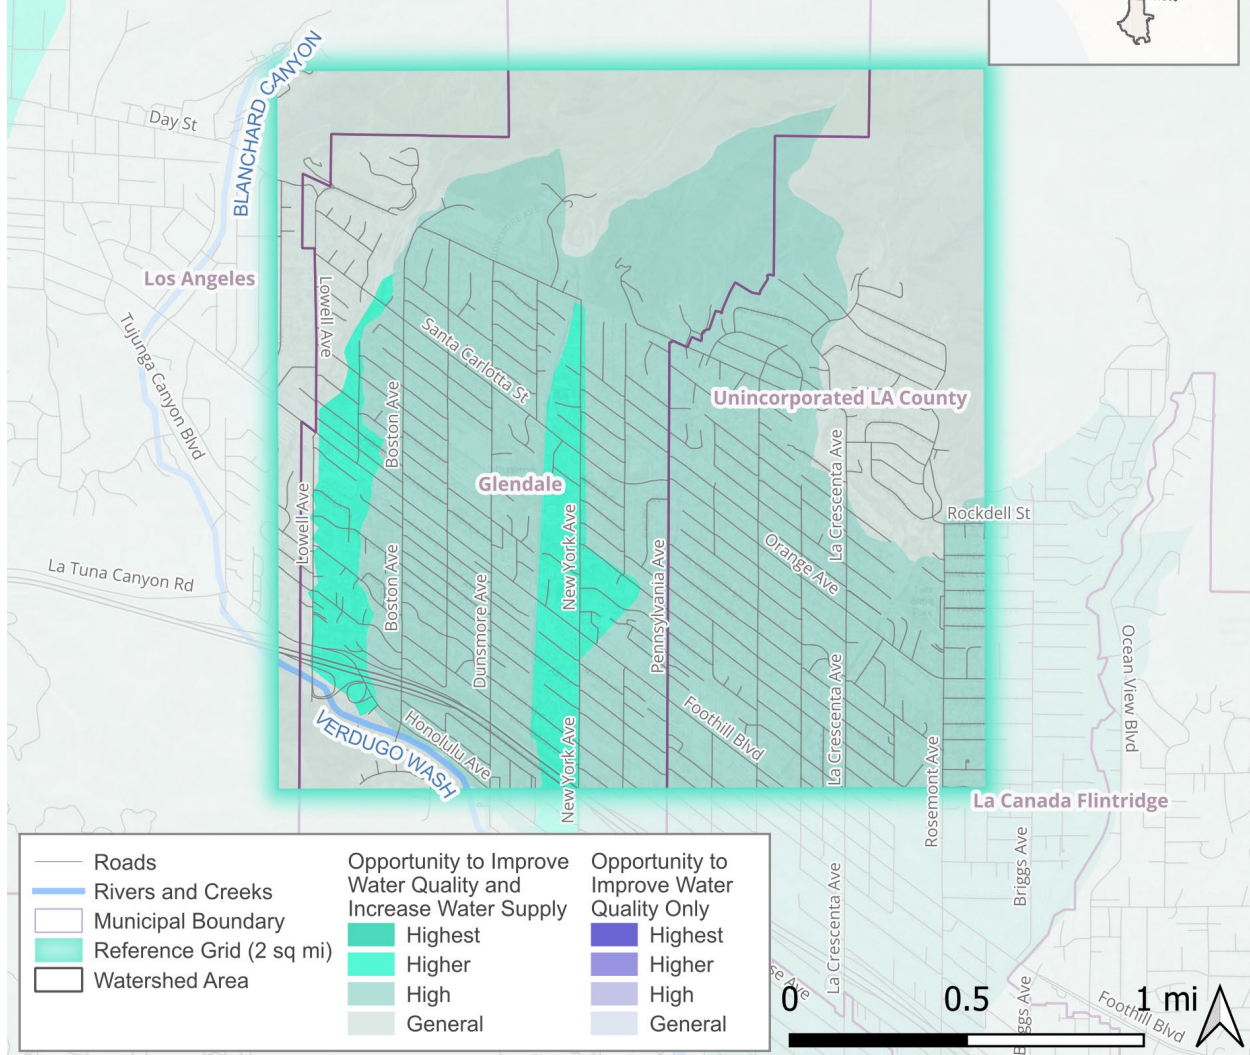 BLANCHARD CANYON
Day St
Los Angeles
Lowell Ave
Tujunga Canyon Blvd
Santa Carlotta St
Boston Ave
Unincorporated LA County
La Crescenta Ave
Glendale
Lowell Ave
New York Ave
Rockdell St
Orange Ave
La Tuna Canyon Rd
Boston Ave
Dunsmore Ave
Pennsylvania Ave
Ocean View Blvd
La Crescenta Ave
Foothill Blvd
Honolulu Ave
VERDUGO WASH
New York Ave
Rosemont Ave
La Canada Flintridge
Briggs Ave
La Crescenta Ave
se Ave
Briggs Ave
Foothill Blvd
Roads
Rivers and Creeks
Municipal Boundary
Reference Grid (2 sq mi)
Watershed Area
Opportunity to Improve
Water Quality and
Increase Water Supply
Highest
Higher
High
General
Opportunity to
Improve Water
Quality Only
Highest
Higher
High
General
0 0.5 1 mi